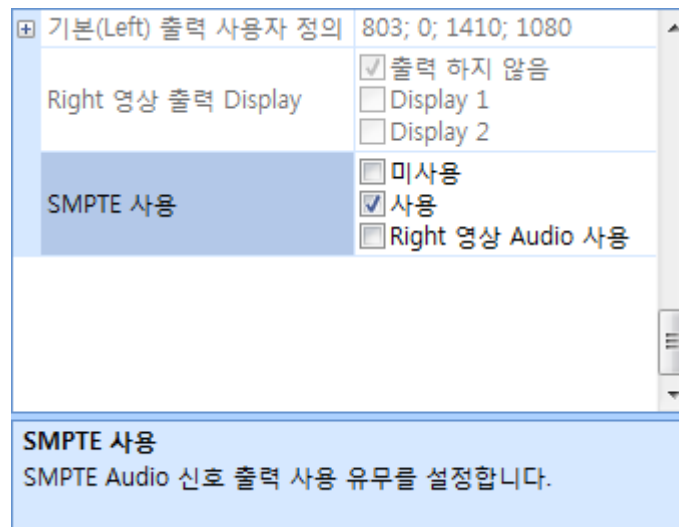 기본(Left) 출력 사용자 정의 803; 0; 1410; 1080
Right 영상 출력 Display
출력 하지 않음
Display 1
Display 2
SMPTE 사용
미사용
사용
Right 영상 Audio 사용
SMPTE 사용
SMPTE Audio 신호 출력 사용 유무를 설정합니다.